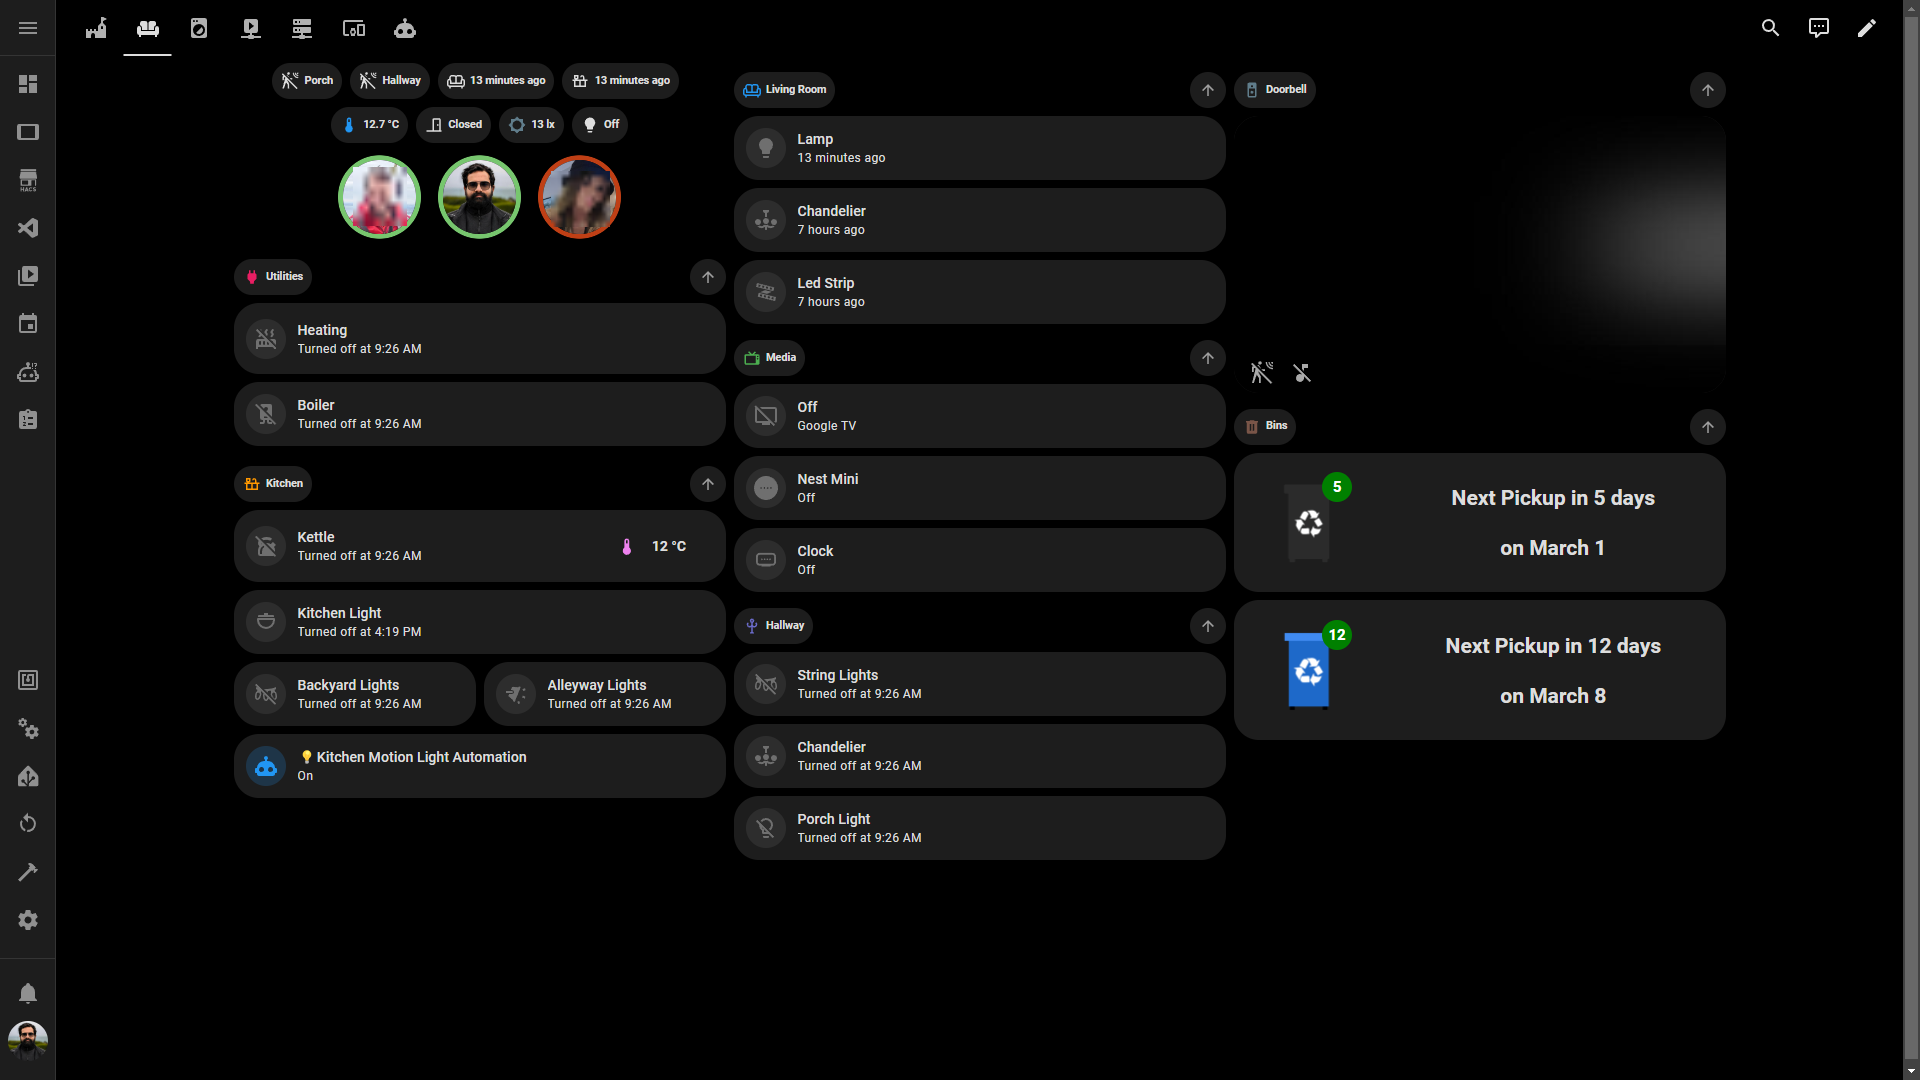 Porch
Hallway
13 minutes ago
13 minutes ago
12.7 °C
Closed
13 lx
Off
Utilities
Heating
Turned off at 9:26 AM
Boiler
Turned off at 9:26 AM
Kitchen
Kettle
Turned off at 9:26 AM
12 °C
Kitchen Light
Turned off at 4:19 PM
Backyard Lights
Turned off at 9:26 AM
Alleyway Lights
Turned off at 9:26 AM
💡Kitchen Motion Light Automation
On
Living Room
Lamp
13 minutes ago
Chandelier
7 hours ago
Led Strip
7 hours ago
Media
Off
Google TV
Nest Mini
Off
Clock
Off
Hallway
String Lights
Turned off at 9:26 AM
Chandelier
Turned off at 9:26 AM
Porch Light
Turned off at 9:26 AM
Doorbell
Bins
5
Next Pickup in 5 days
on March 1
12
Next Pickup in 12 days
on March 8
HACS